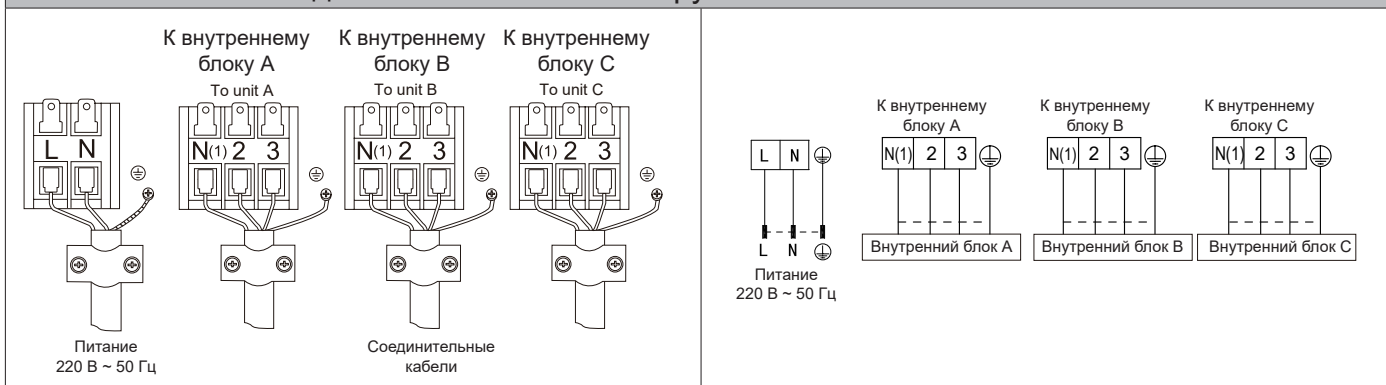 К внутреннему
блоку А
To unit A
К внутреннему
блоку В
To unit B
К внутреннему
блоку С
To unit C
L N
N(1) 2 3
N(1) 2 3
N(1) 2 3
Питание
220 В ~ 50 Гц
Соединительные
кабели
К внутреннему
блоку А
К внутреннему
блоку В
К внутреннему
блоку С
L N
N(1) 2 3
N(1) 2 3
N(1) 2 3
L N
Внутренний блок А
Внутренний блок В
Внутренний блок С
Питание
220 В ~ 50 Гц